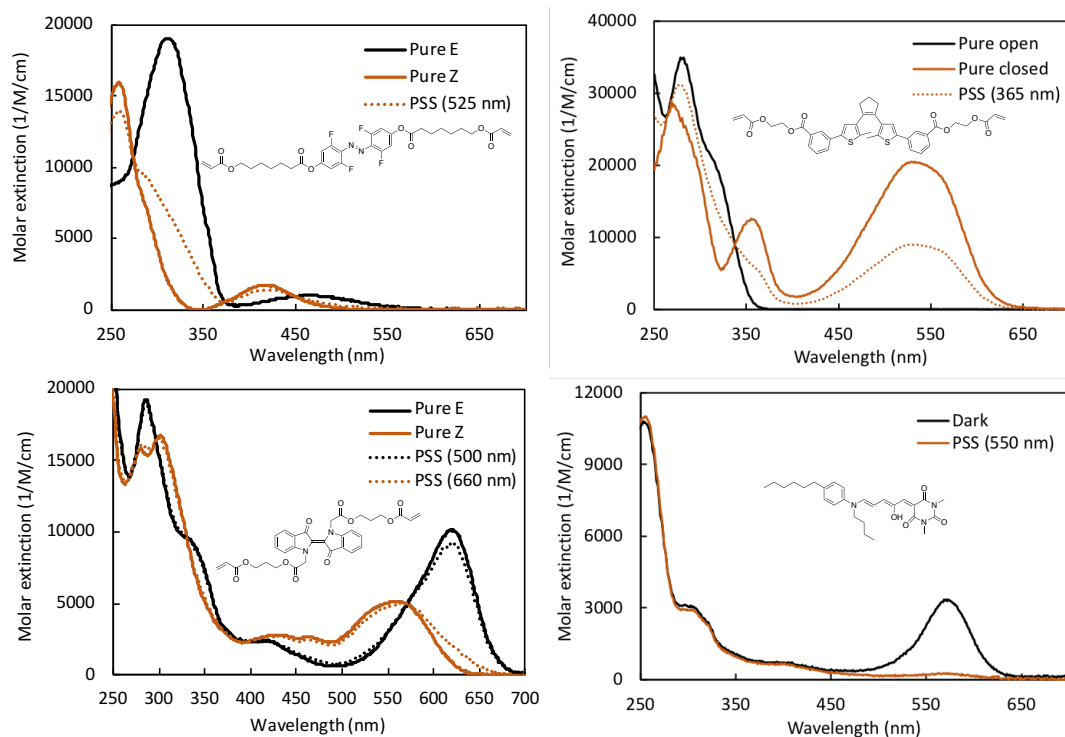 20000
15000
10000
5000
0
Molar extinction (1/M/cm)
Pure E
Pure Z
PSS (525 nm)
250 350 450 550 650
Wavelength (nm)
40000
30000
20000
10000
0
Molar extinction (1/M/cm)
Pure open
Pure closed
PSS (365 nm)
250 350 450 550 650
Wavelength (nm)
20000
15000
10000
5000
0
Molar extinction (1/M/cm)
Pure E
Pure Z
PSS (500 nm)
PSS (660 nm)
250 300 350 400 450 500 550 600 650 700
Wavelength (nm)
12000
9000
6000
3000
0
Molar extinction (1/M/cm)
Dark
PSS (550 nm)
250 350 450 550 650
Wavelength (nm)